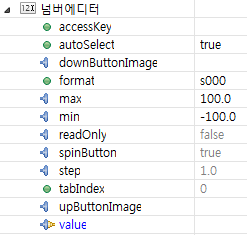 12X 넘버에디터
accessKey
autoSelect true
downButtonImage
format s000
max 100.0
min -100.0
readOnly false
spinButton true
step 1.0
tabIndex 0
upButtonImage
value